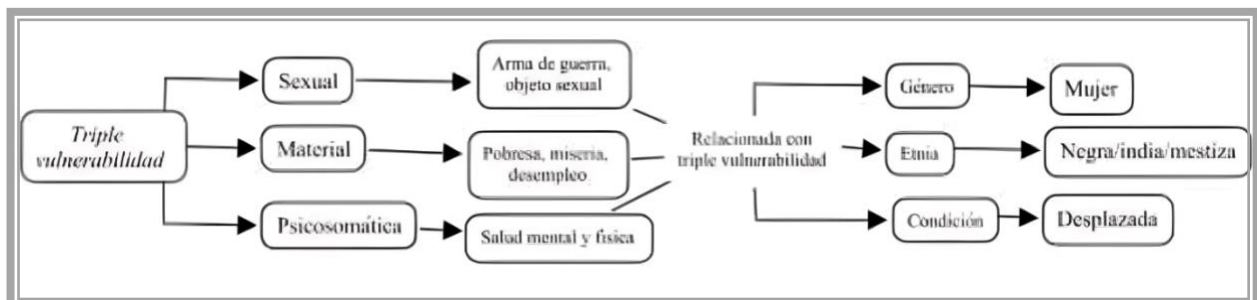 Triple
vulnerabilidad
Sexual
Arma de guerra,
objeto sexual
Material
Pobresa, miseria,
desempleo
Psicosomática
Salud mental y física
Relacionada con
triple vulnerabilidad
Género
Mujer
Etnia
Negra/india/mestiza
Condición
Desplazada